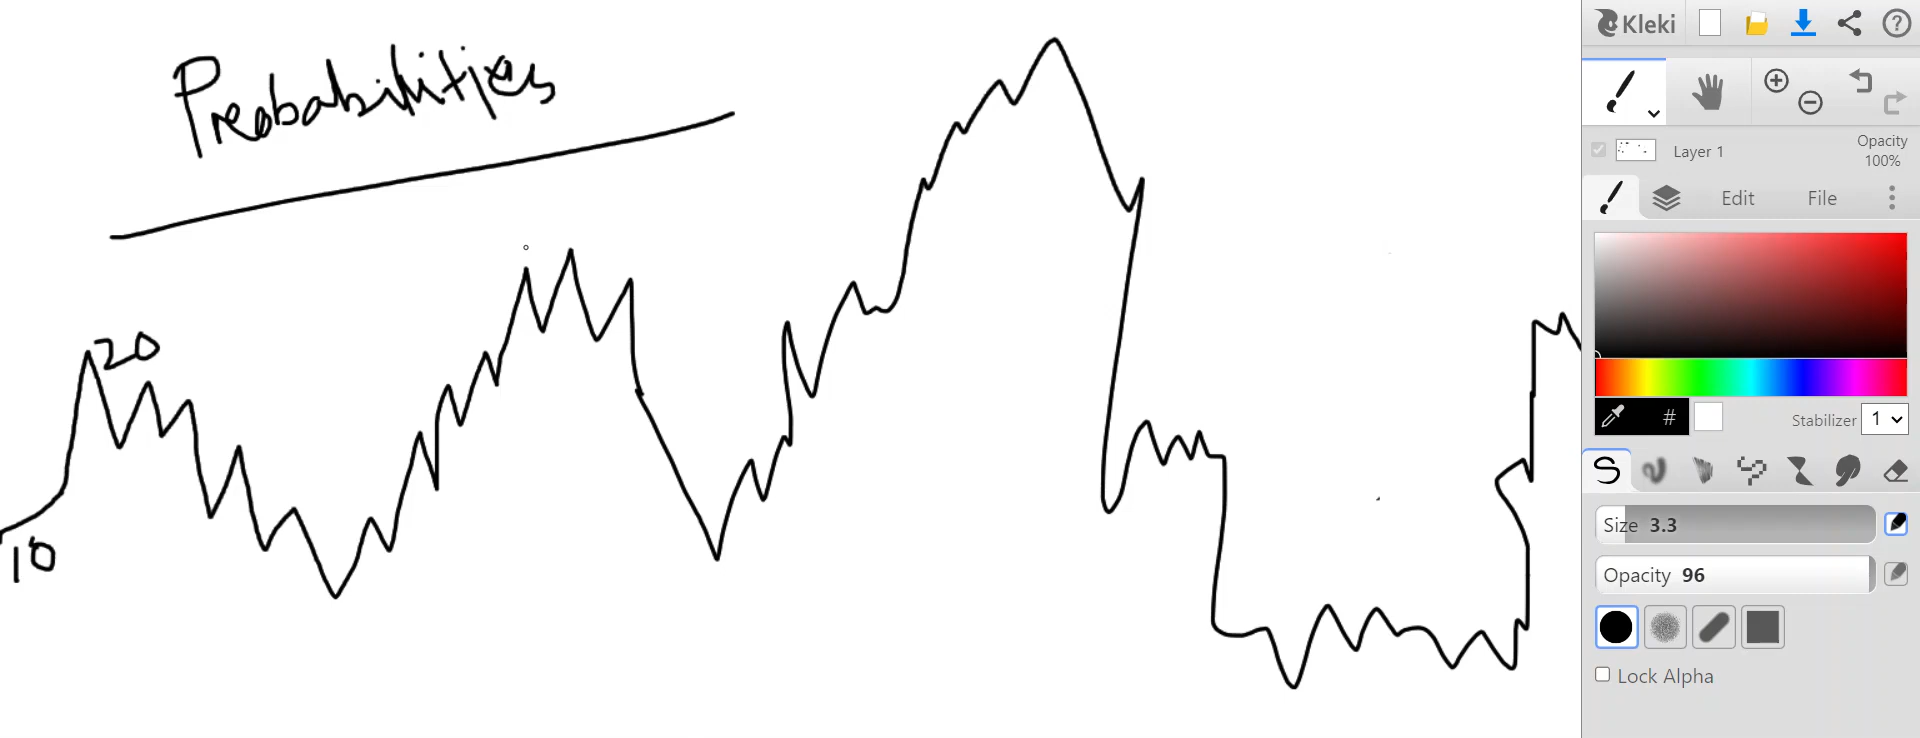 Probabilities
20
10
Kleki
Layer 1
Opacity
100%
Edit
File
#
Stabilizer 1
Size 3.3
Opacity 96
Lock Alpha